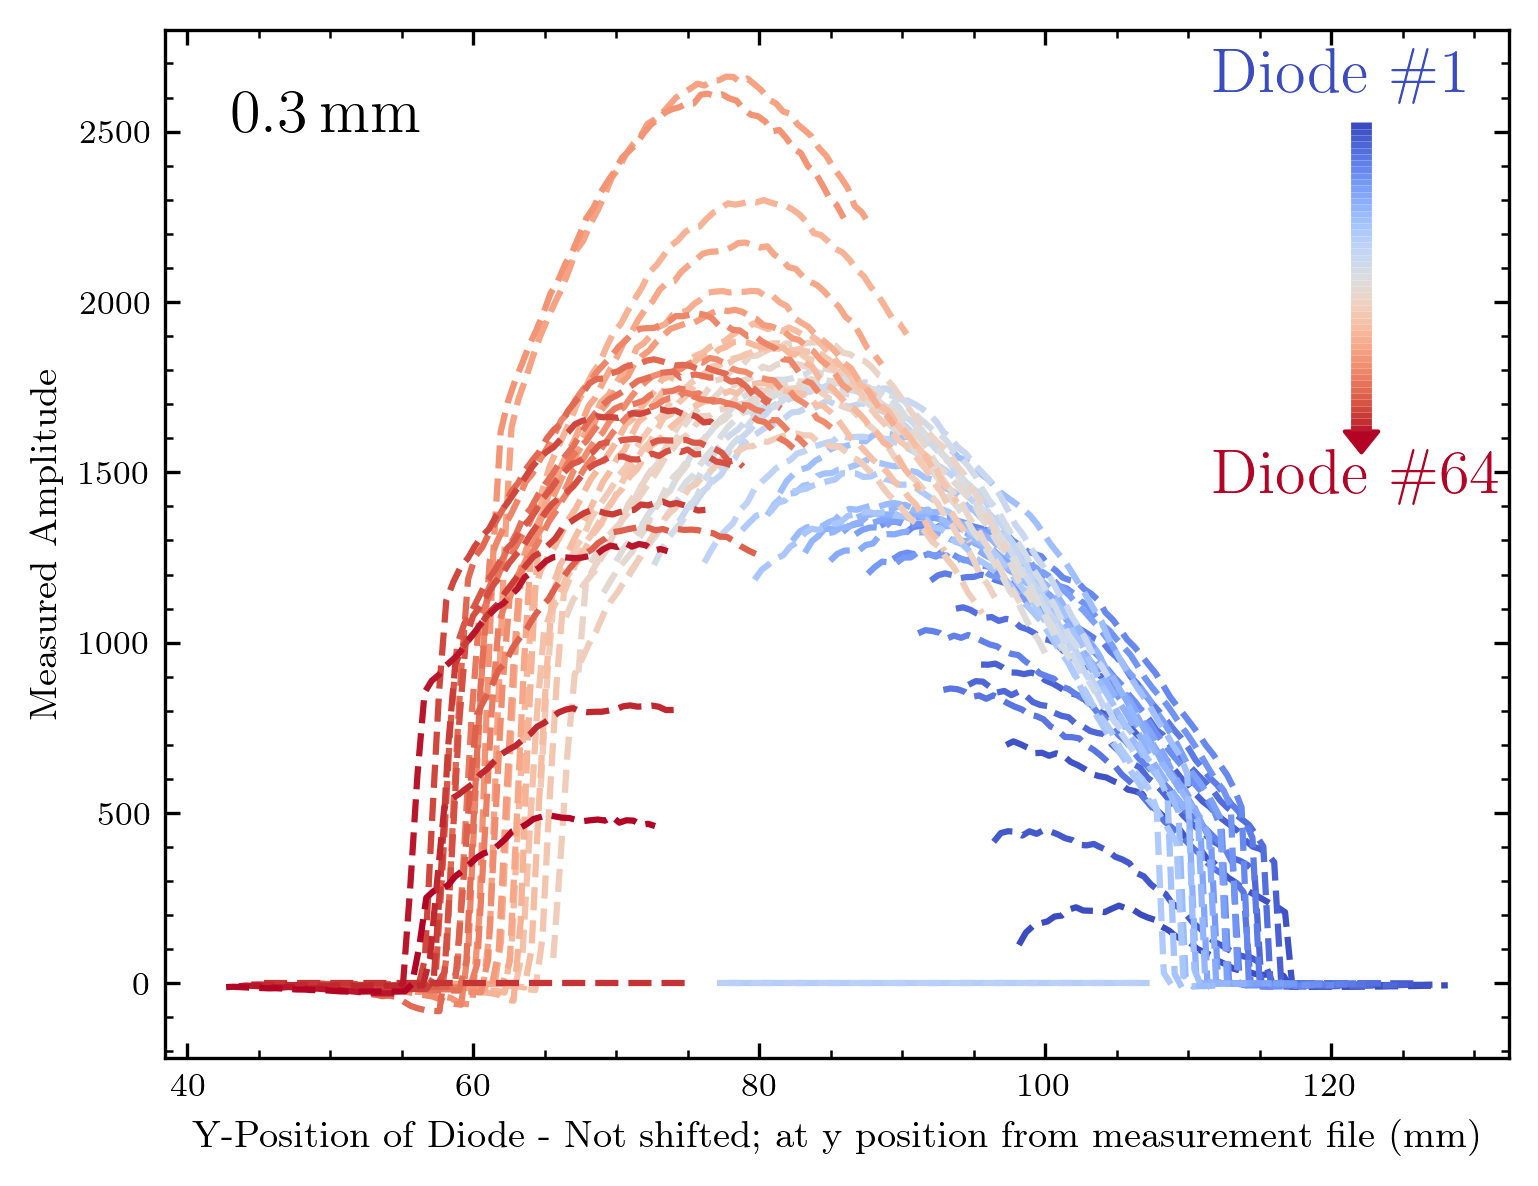 0.3 mm
Diode #1
Diode #64
Measured Amplitude
2500
2000
1500
1000
500
0
40 60 80 100 120
Y-Position of Diode - Not shifted; at y position from measurement file (mm)